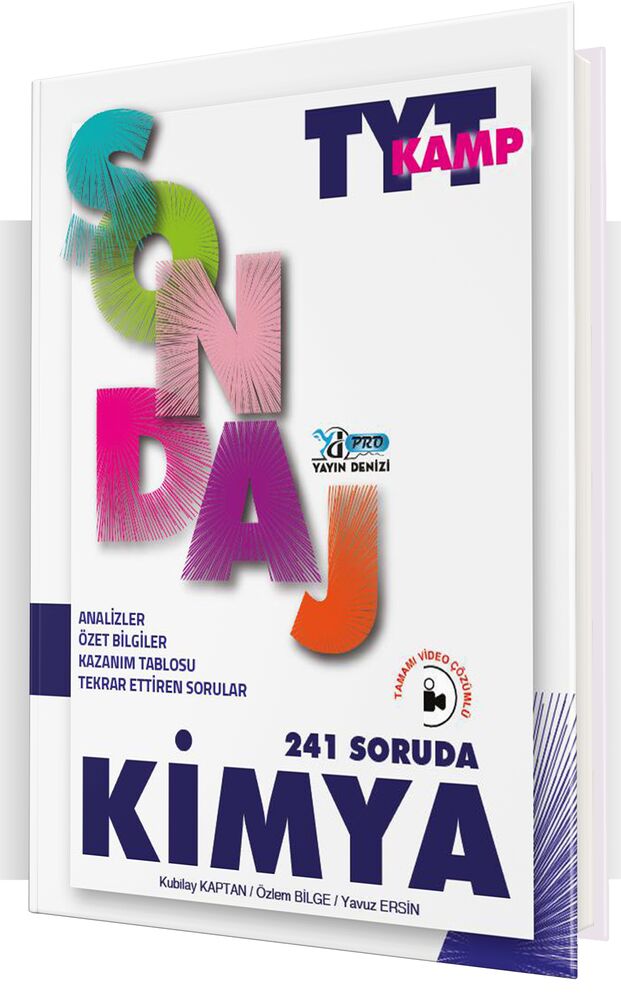 TYT
KAMP
SONDAJ
PRO
YAYIN DENİZİ
ANALİZLER
ÖZET BİLGİLER
KAZANIM TABLOSU
TEKRAR ETTİREN SORULAR
TAMAMI VİDEO ÇÖZÜMLÜ
241 SORUDA
KİMYA
Kubilay KAPTAN / Özlem BİLGE / Yavuz ERSİN